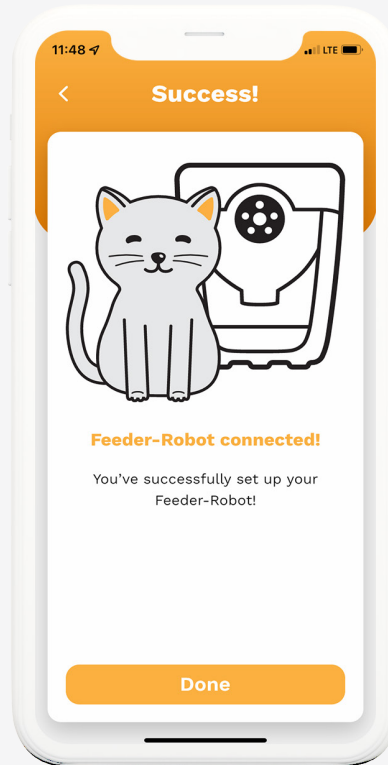 11:48
LTE
Success!
Feeder-Robot connected!
You've successfully set up your
Feeder-Robot!
Done